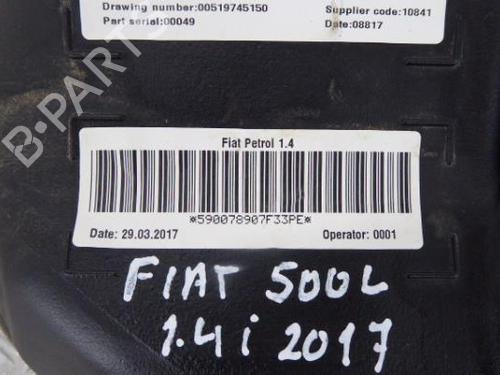 Drawing number:00519745150
Supplier code:10841
Part serial:00049
Date:08817
Fiat Petrol 1.4
*590078907F33PE*
Date: 29.03.2017
Operator: 0001
FIAT 500L
1.4i 2017
B-PARTS